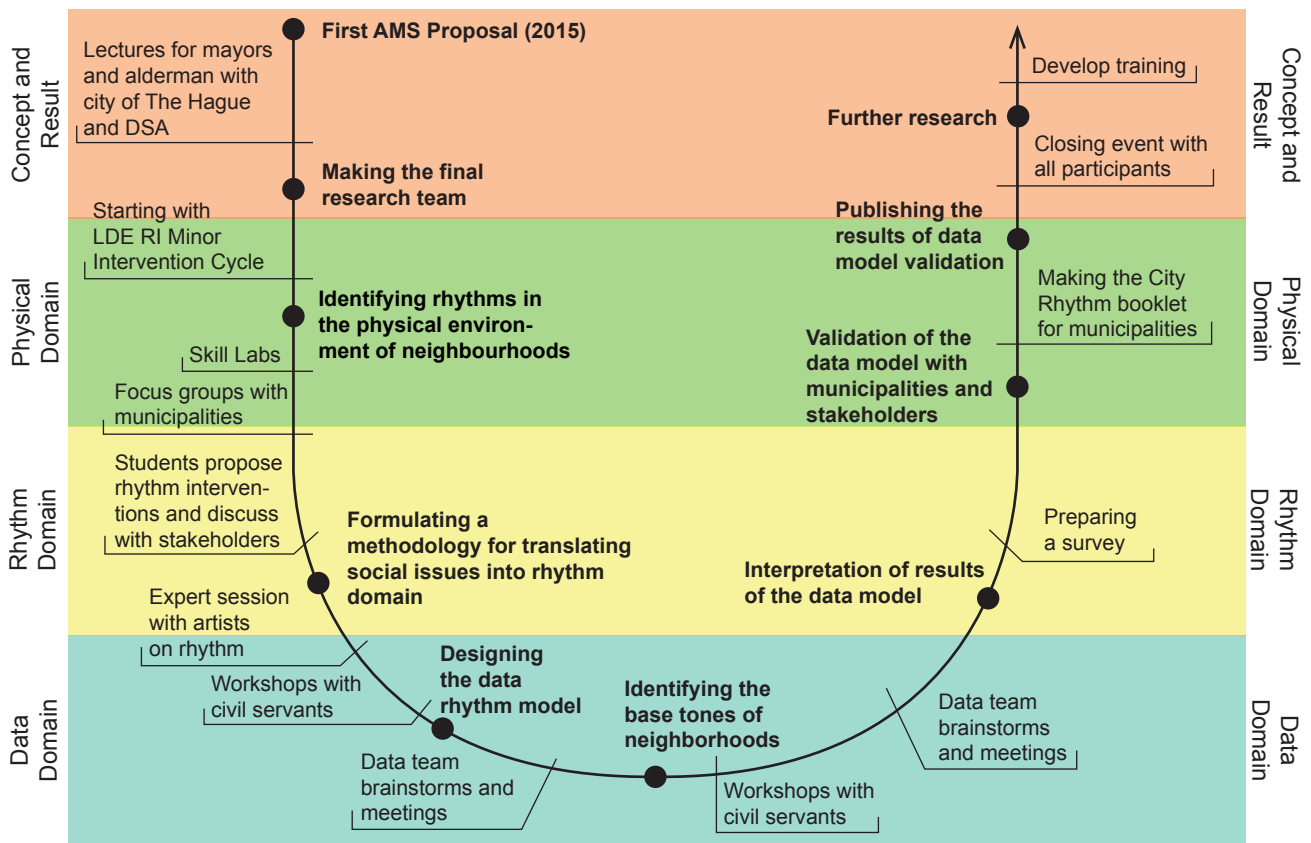 Concept and
Result
Physical
Domain
Rhythm
Domain
Data
Domain
First AMS Proposal (2015)
Lectures for mayors
and alderman with
city of The Hague
and DSA
Making the final
research team
Starting with
LDE RI Minor
Intervention Cycle
Identifying rhythms in
the physical environ-
ment of neighbourhoods
Skill Labs
Focus groups with
municipalities
Students propose
rhythm interven-
tions and discuss
with stakeholders
Formulating a
methodology for translating
social issues into rhythm
domain
Expert session
with artists
on rhythm
Workshops with
civil servants
Designing
the data
rhythm model
Data team
brainstorms and
meetings
Identifying the
base tones of
neighborhoods
Workshops with
civil servants
Data team
brainstorms
and meetings
Interpretation of results
of the data model
Preparing
a survey
Validation of the
data model with
municipalities and
stakeholders
Making the City
Rhythm booklet
for municipalities
Publishing the
results of data
model validation
Closing event with
all participants
Further research
Develop training
Concept and
Result
Physical
Domain
Rhythm
Domain
Data
Domain